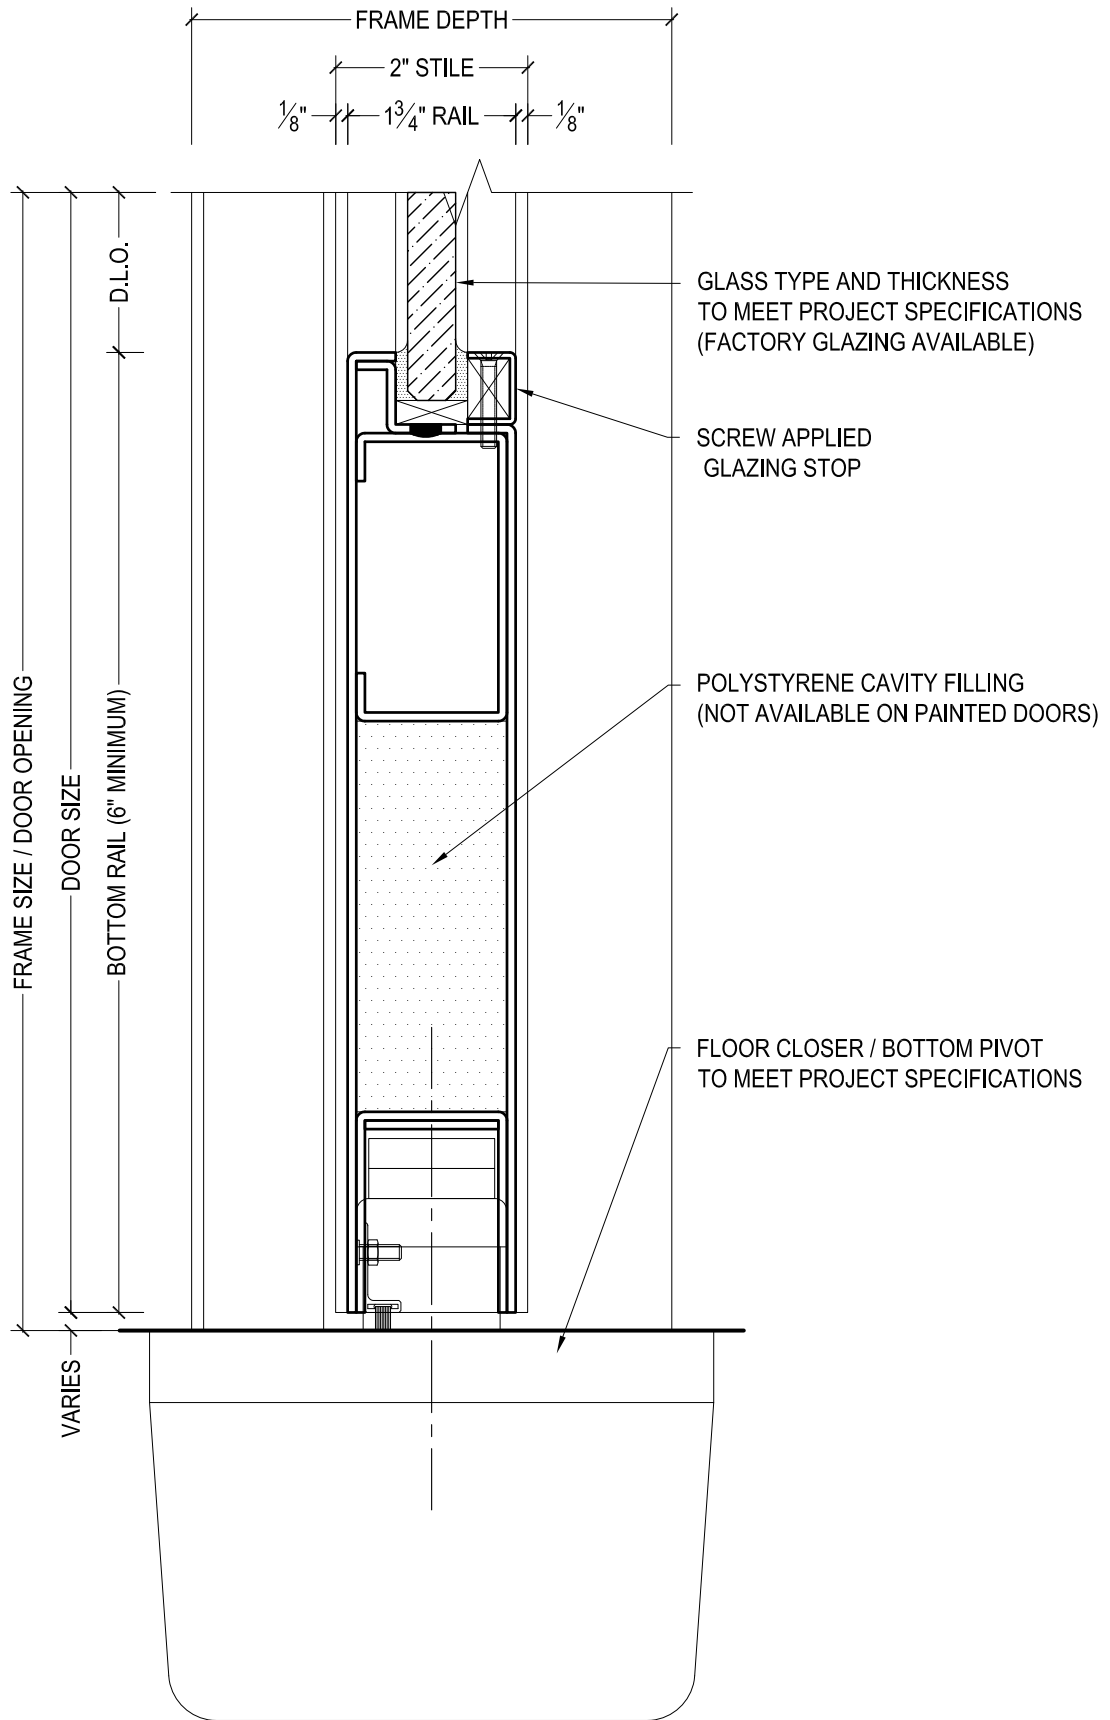 FRAME DEPTH
2" STILE
1/8" 1 3/4" RAIL 1/8"
D.L.O.
GLASS TYPE AND THICKNESS
TO MEET PROJECT SPECIFICATIONS
(FACTORY GLAZING AVAILABLE)
SCREW APPLIED
GLAZING STOP
POLYSTYRENE CAVITY FILLING
(NOT AVAILABLE ON PAINTED DOORS)
FRAME SIZE / DOOR OPENING
DOOR SIZE
BOTTOM RAIL (6" MINIMUM)
FLOOR CLOSER / BOTTOM PIVOT
TO MEET PROJECT SPECIFICATIONS
VARIES